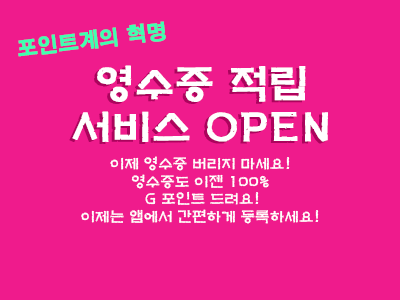 포인트계의 혁명
영수증 적립
서비스 OPEN
이제 영수증 버리지 마세요!
영수증도 이젠 100%
G 포인트 드려요!
이제는 앱에서 간편하게 등록하세요!